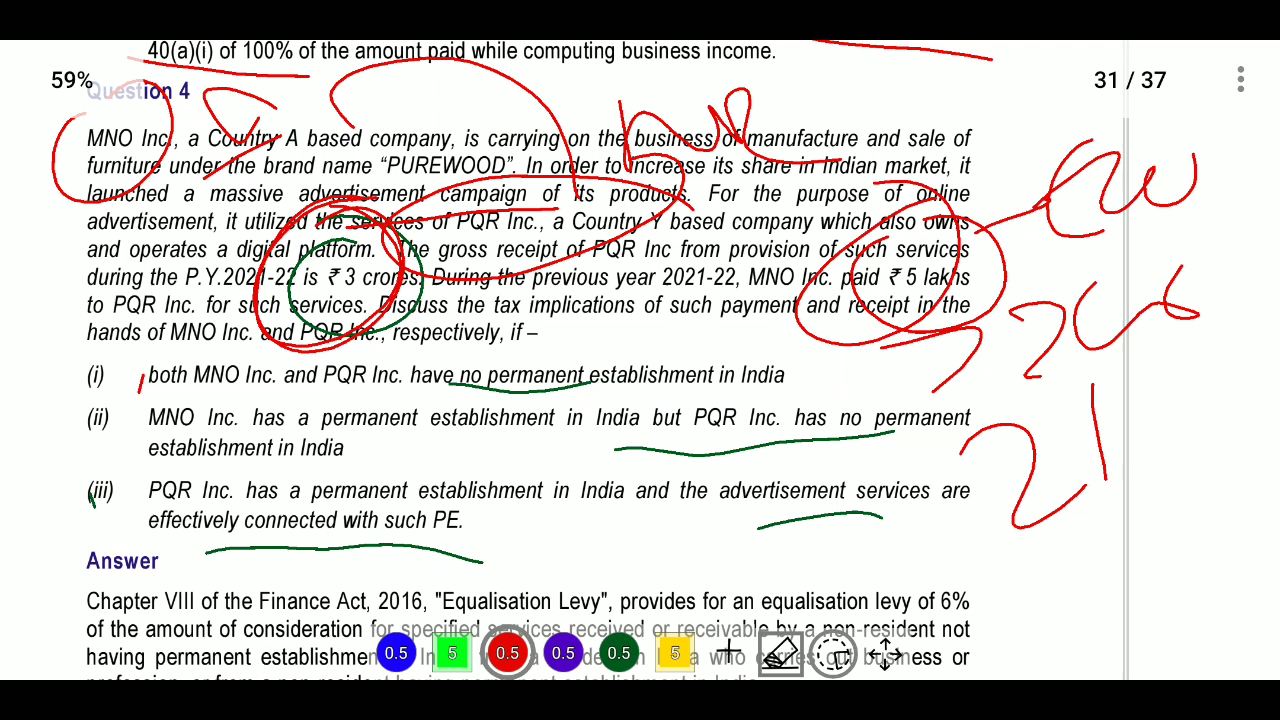 40(a)(i) of 100% of the amount paid while computing business income.
59%
31 / 37
Question 4
MNO Inc., a Country A based company, is carrying on the business of manufacture and sale of
furniture under the brand name “PUREWOOD”. In order to increase its share in Indian market, it
launched a massive advertisement campaign of its products. For the purpose of online
advertisement, it utilized the services of PQR Inc., a Country Y based company which also owns
and operates a digital platform. The gross receipt of PQR Inc from provision of such services
during the P.Y.2021-22 is ₹ 3 crores. During the previous year 2021-22, MNO Inc. paid ₹ 5 lakhs
to PQR Inc. for such services. Discuss the tax implications of such payment and receipt in the
hands of MNO Inc. and PQR Inc., respectively, if –
(i) both MNO Inc. and PQR Inc. have no permanent establishment in India
(ii) MNO Inc. has a permanent establishment in India but PQR Inc. has no permanent
establishment in India
(iii) PQR Inc. has a permanent establishment in India and the advertisement services are
effectively connected with such PE.
Answer
Chapter VIII of the Finance Act, 2016, "Equalisation Levy", provides for an equalisation levy of 6%
of the amount of consideration for specified services received or receivable by a non-resident not
having permanent
0.5 5 0.5 0.5 0.5 5